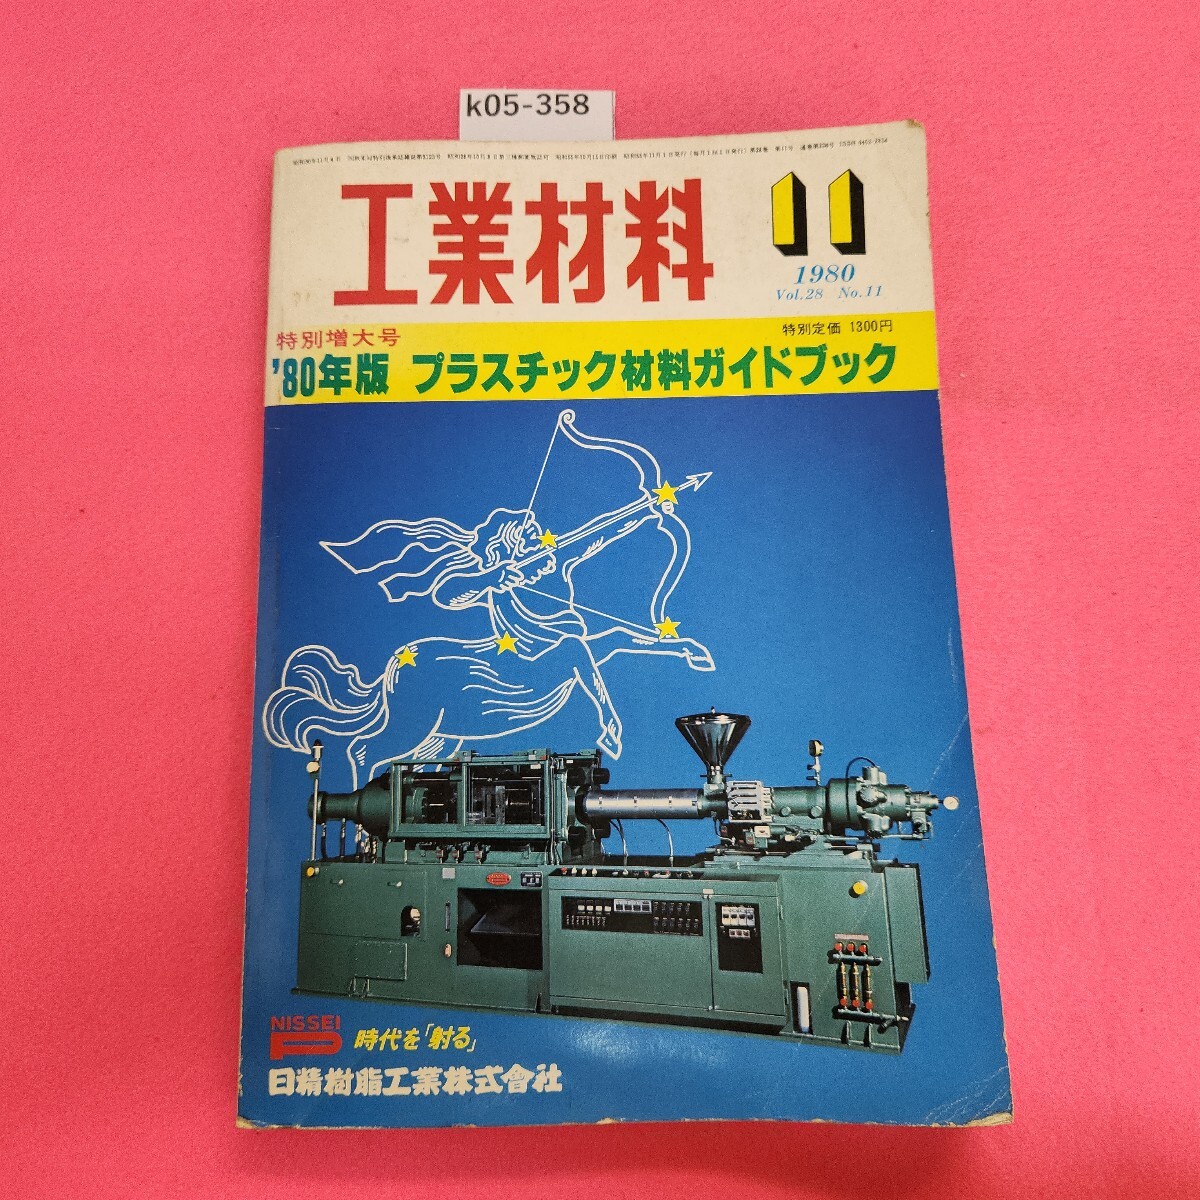 k05-358
工業材料
11
1980
Vol.28 No.11
特別増大号
特別定価 1300円
'80年版 プラスチック材料ガイドブック
NISSEI
時代を「射る」
日精樹脂工業株式會社